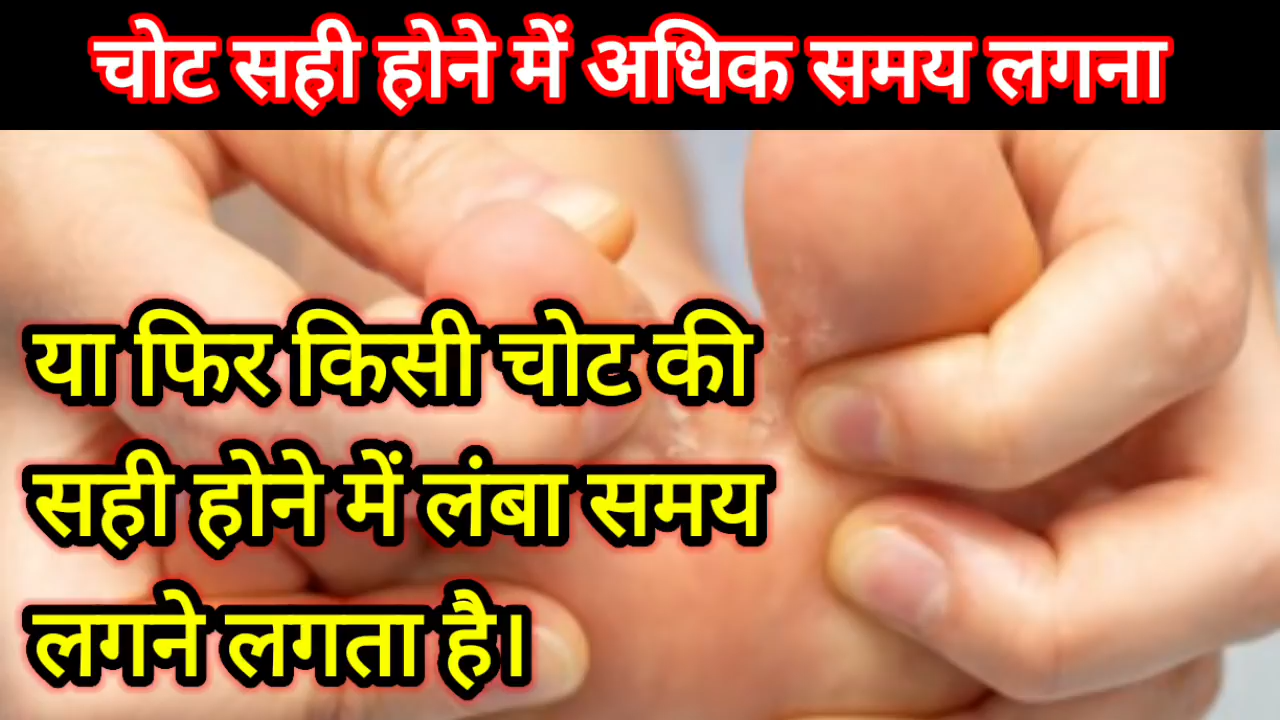 चोट सही होने में अधिक समय लगना
या फिर किसी चोट की
सही होने में लंबा समय
लगने लगता है।